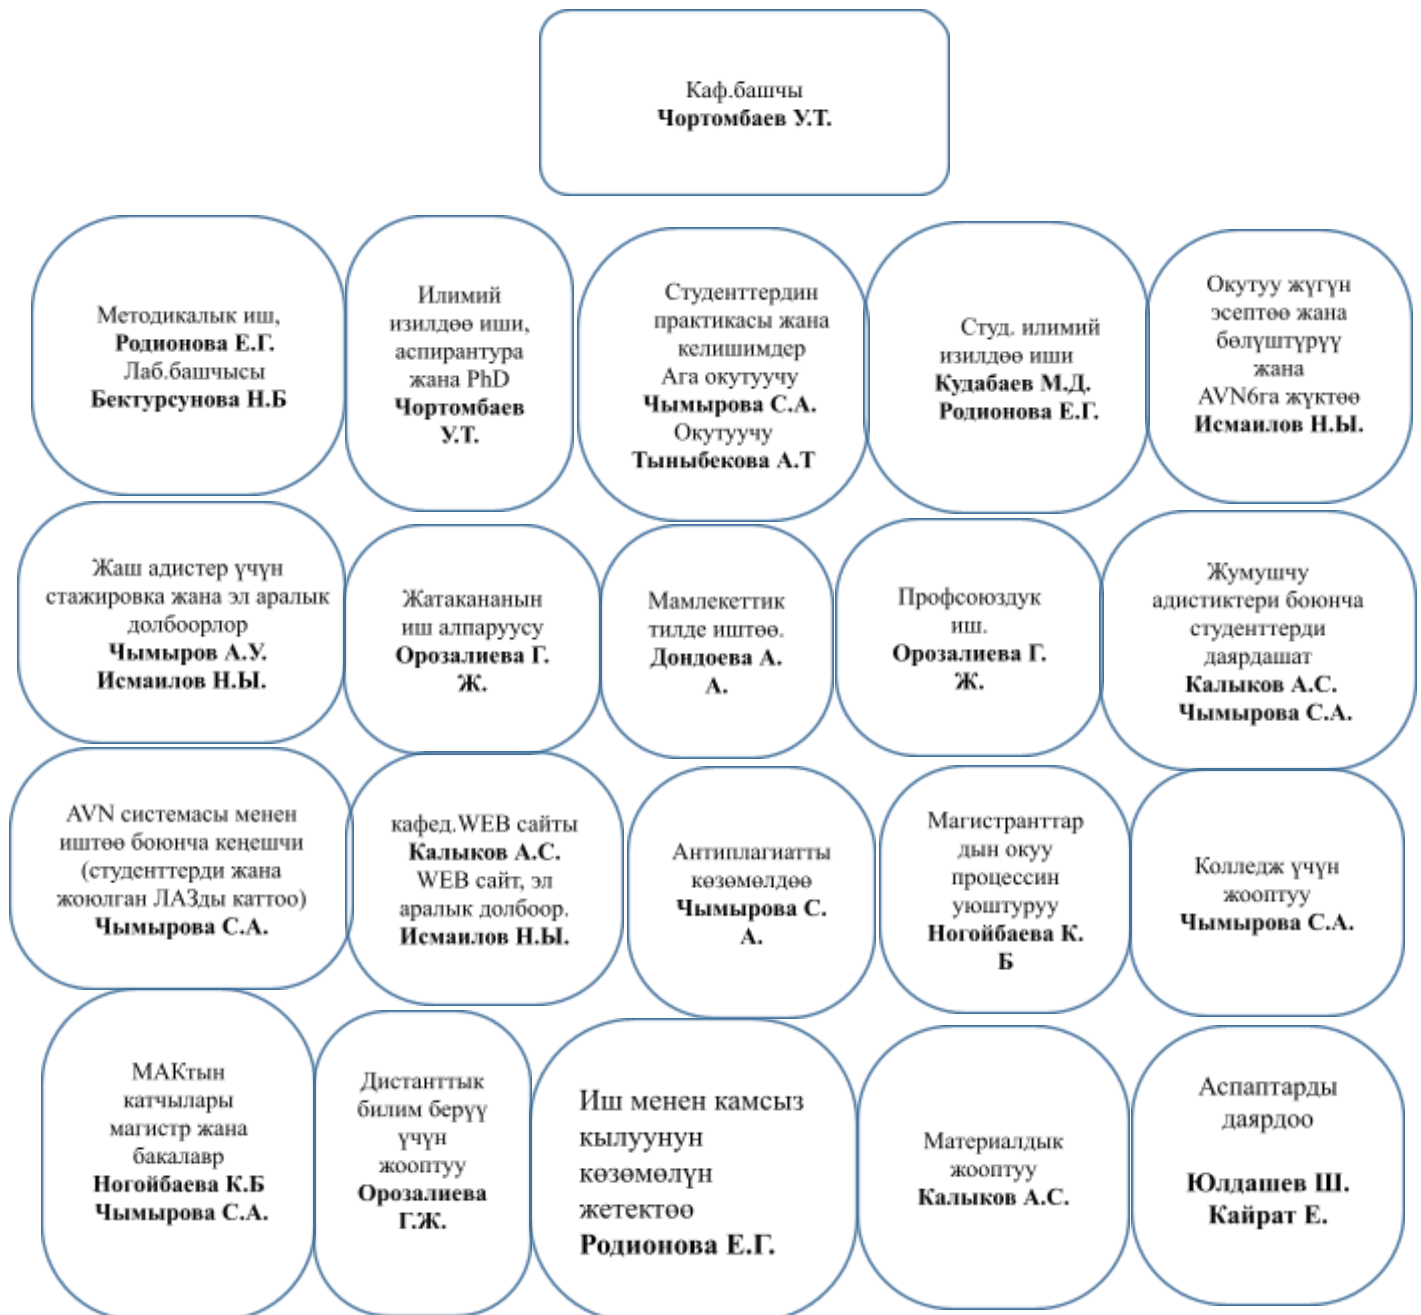 Каф.башчы
Чортомбаев У.Т.
Методикалык иш,
Родионова Е.Г.
Лаб.башчысы
Бектурсунова Н.Б
Илимий
изилдөө иши,
аспирантура
жана PhD
Чортомбаев
У.Т.
Студенттердин
практикасы жана
келишимдер
Ага окутуучу
Чымырова С.А.
Окутуучу
Тыныбекова А.Т
Студ. илимий
изилдөө иши
Кудабаев М.Д.
Родионова Е.Г.
Окутуу жүгүн
эсептөө жана
бөлүштүрүү
жана
AVN6га жүктөө
Исмаилов Н.Ы.
Жаш адистер үчүн
стажировка жана эл аралык
долбоорлор
Чымыров А.У.
Исмаилов Н.Ы.
Жатакананын
иш алпаруусу
Орозалиева Г.
Ж.
Мамлекеттик
тилде иштөө.
Дондоева А.
А.
Профсоюздук
иш.
Орозалиева Г.
Ж.
Жумушчу
адистиктери боюнча
студенттерди
даярдашат
Калыков А.С.
Чымырова С.А.
AVN системасы менен
иштөө боюнча кеңешчи
(студенттерди жана
жоюлган ЛАЗды каттоо)
Чымырова С.А.
кафед.WEB сайты
Калыков А.С.
WEB сайт, эл
аралык долбоор.
Исмаилов Н.Ы.
Антиплагиатты
көзөмөлдөө
Чымырова С.
А.
Магистранттар
дын окуу
процессин
уюштуруу
Ногойбаева К.
Б
Колледж үчүн
жооптуу
Чымырова С.А.
МАКтын
катчылары
магистр жана
бакалавр
Ногойбаева К.Б
Чымырова С.А.
Дистанттык
билим берүү
үчүн
жооптуу
Орозалиева
Г.Ж.
Иш менен камсыз
кылуунун
көзөмөлүн
жетектөө
Родионова Е.Г.
Материалдык
жооптуу
Калыков А.С.
Аспаптарды
даярдоо
Юлдашев Ш.
Кайрат Е.